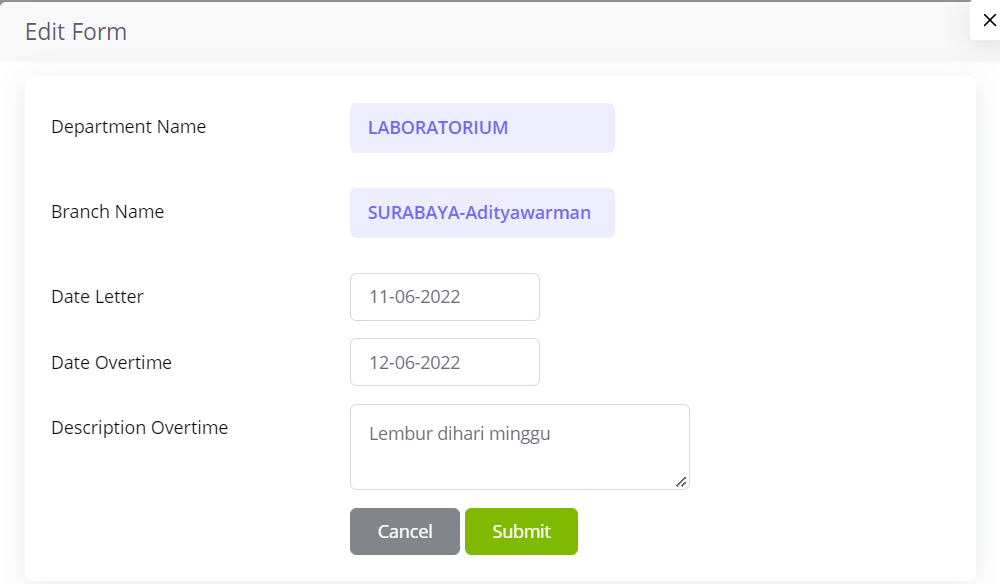 Edit Form
Department Name
LABORATORIUM
Branch Name
SURABAYA-Adityawarman
Date Letter
11-06-2022
Date Overtime
12-06-2022
Description Overtime
Lembur dihari minggu
Cancel
Submit